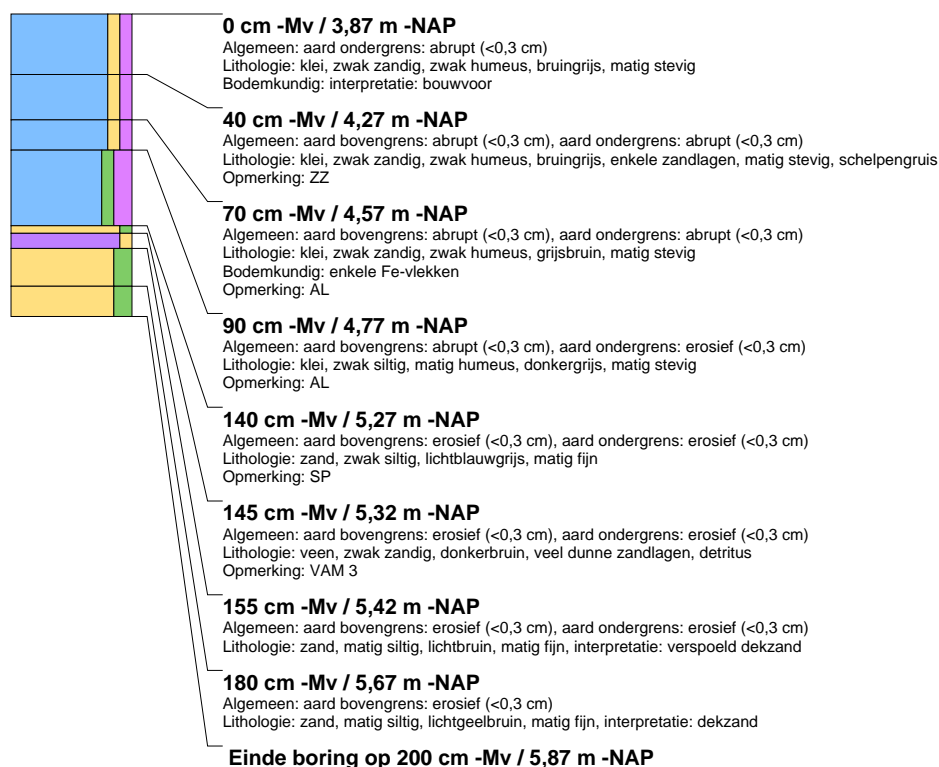 0 cm -Mv / 3,87 m -NAP
Algemeen: aard ondergrens: abrupt (<0,3 cm)
Lithologie: klei, zwak zandig, zwak humeus, bruingrijs, matig stevig
Bodemkundig: interpretatie: bouwvoor
40 cm -Mv / 4,27 m -NAP
Algemeen: aard bovengrens: abrupt (<0,3 cm), aard ondergrens: abrupt (<0,3 cm)
Lithologie: klei, zwak zandig, zwak humeus, bruingrijs, enkele zandlagen, matig stevig, schelpengruis
Opmerking: ZZ
70 cm -Mv / 4,57 m -NAP
Algemeen: aard bovengrens: abrupt (<0,3 cm), aard ondergrens: abrupt (<0,3 cm)
Lithologie: klei, zwak zandig, zwak humeus, grijsbruin, matig stevig
Bodemkundig: enkele Fe-vlekken
Opmerking: AL
90 cm -Mv / 4,77 m -NAP
Algemeen: aard bovengrens: abrupt (<0,3 cm), aard ondergrens: erosief (<0,3 cm)
Lithologie: klei, zwak siltig, matig humeus, donkergrijs, matig stevig
Opmerking: AL
140 cm -Mv / 5,27 m -NAP
Algemeen: aard bovengrens: erosief (<0,3 cm), aard ondergrens: erosief (<0,3 cm)
Lithologie: zand, zwak siltig, lichtblauwgrijs, matig fijn
Opmerking: SP
145 cm -Mv / 5,32 m -NAP
Algemeen: aard bovengrens: erosief (<0,3 cm), aard ondergrens: erosief (<0,3 cm)
Lithologie: veen, zwak zandig, donkerbruin, veel dunne zandlagen, detritus
Opmerking: VAM 3
155 cm -Mv / 5,42 m -NAP
Algemeen: aard bovengrens: erosief (<0,3 cm), aard ondergrens: erosief (<0,3 cm)
Lithologie: zand, matig siltig, lichtbruin, matig fijn, interpretatie: verspoeld dekzand
180 cm -Mv / 5,67 m -NAP
Algemeen: aard bovengrens: erosief (<0,3 cm)
Lithologie: zand, matig siltig, lichtgeelbruin, matig fijn, interpretatie: dekzand
Einde boring op 200 cm -Mv / 5,87 m -NAP